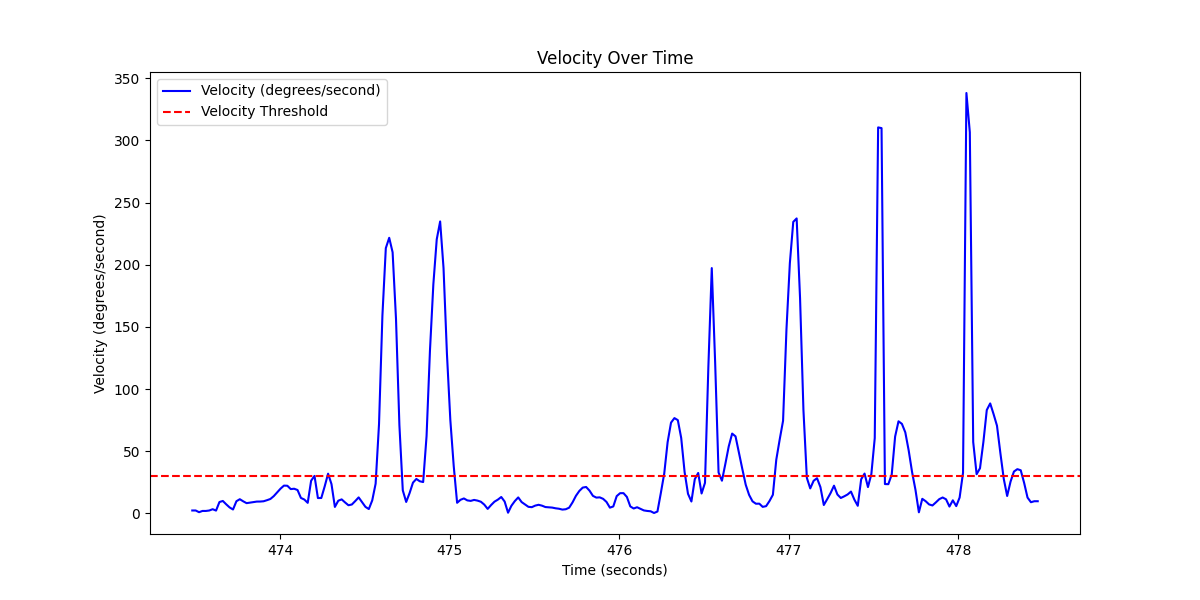 Velocity Over Time
350
300
250
200
150
100
50
0
Velocity (degrees/second)
Velocity (degrees/second)
Velocity Threshold
474 475 476 477 478
Time (seconds)